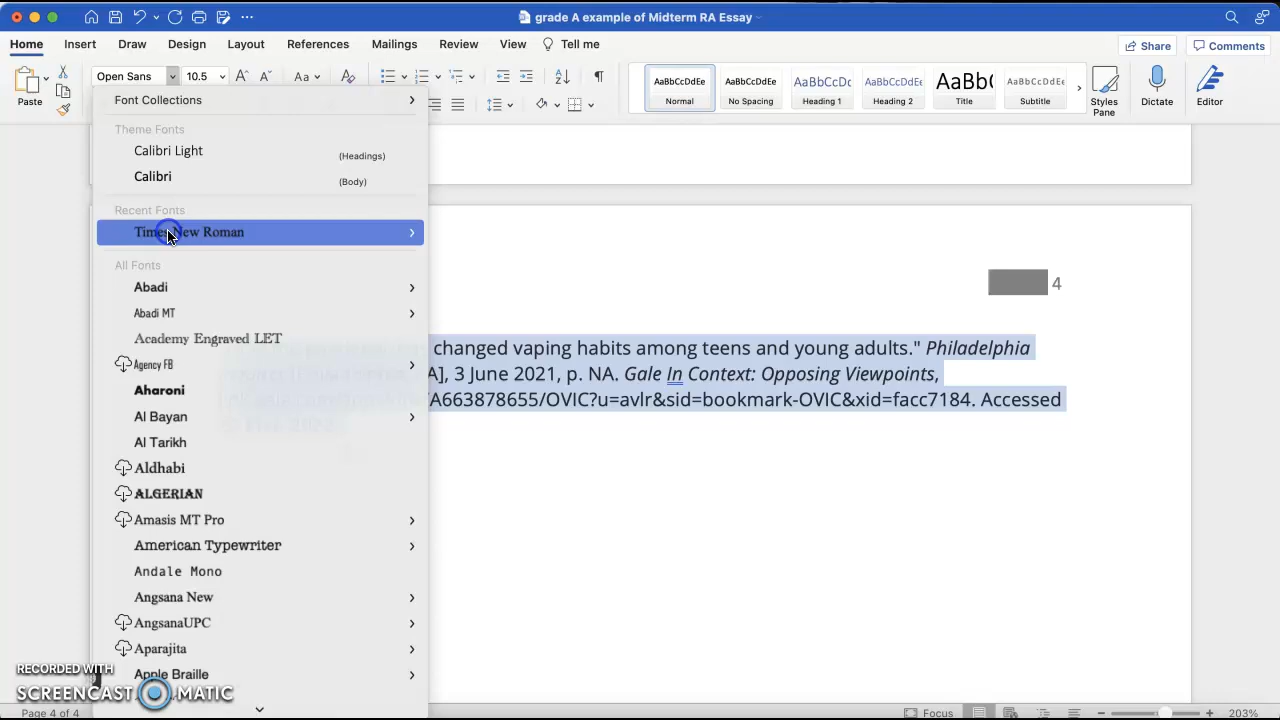 grade A example of Midterm RA Essay
Home Insert Draw Design Layout References Mailings Review View Tell me Share Comments
Open Sans 10.5 Aa
Paste
AaBbCcDdEe AaBbCcDdEe AaBbCcDc AaBbCcDdEe AaBb( AaBbCcDdEe
Normal No Spacing Heading 1 Heading 2 Title Subtitle
Styles Pane
Dictate
Editor
Font Collections
Theme Fonts
Calibri Light (Headings)
Calibri (Body)
Recent Fonts
Times New Roman
All Fonts
Abadi
Abadi MT
Academy Engraved LET
Agency FB
Aharoni
Al Bayan
Al Tarikh
Aldhabi
ALGERIAN
Amasis MT Pro
American Typewriter
Andale Mono
Angsana New
AngsanaUPC
Aparajita
Apple Braille
4
changed vaping habits among teens and young adults." Philadelphia
A], 3 June 2021, p. NA. Gale In Context: Opposing Viewpoints,
A663878655/OVIC?u=avlr&sid=bookmark-OVIC&xid=facc7184. Accessed
RECORDED WITH
SCREENCAST MATIC
Page 4 of 4
Focus
203%